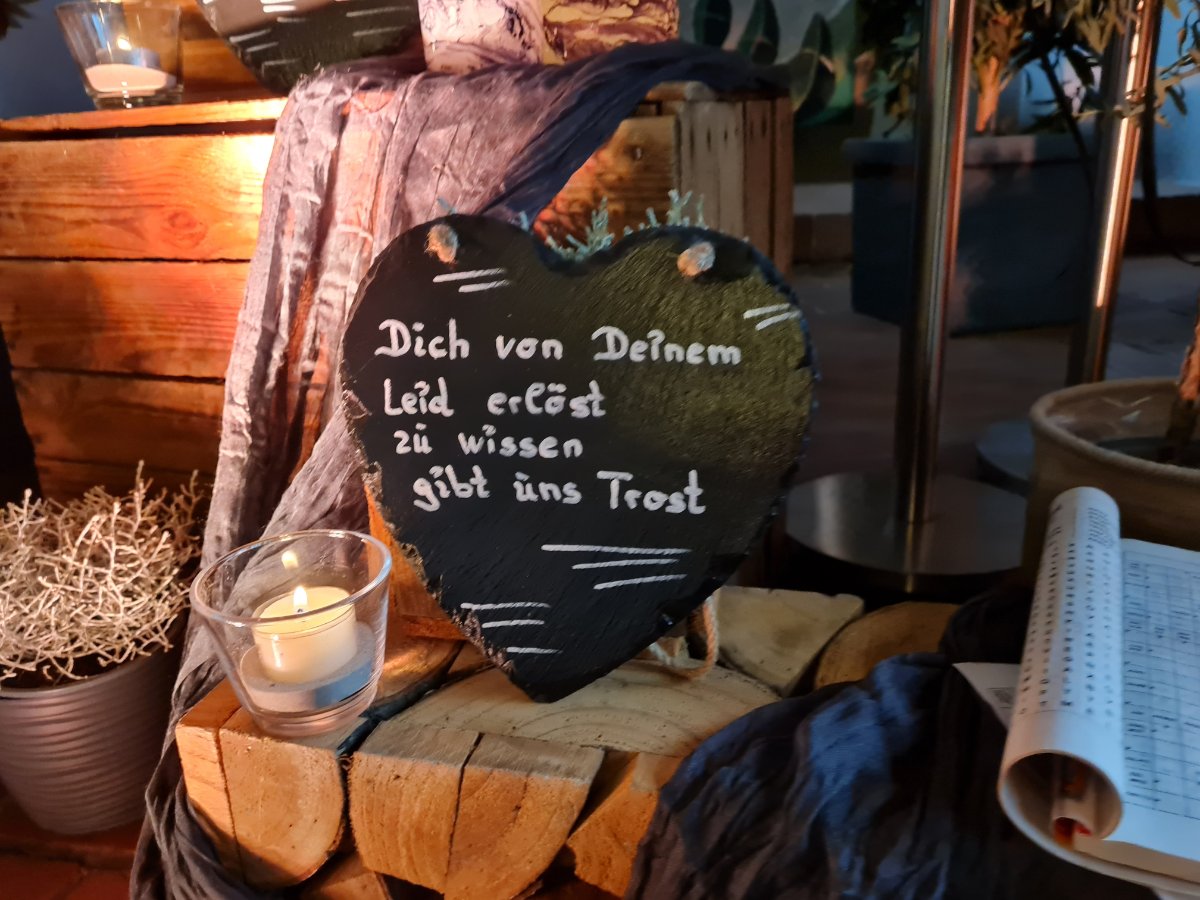 Dich von Deinem
Leid erlöst
zu wissen
gibt uns Trost